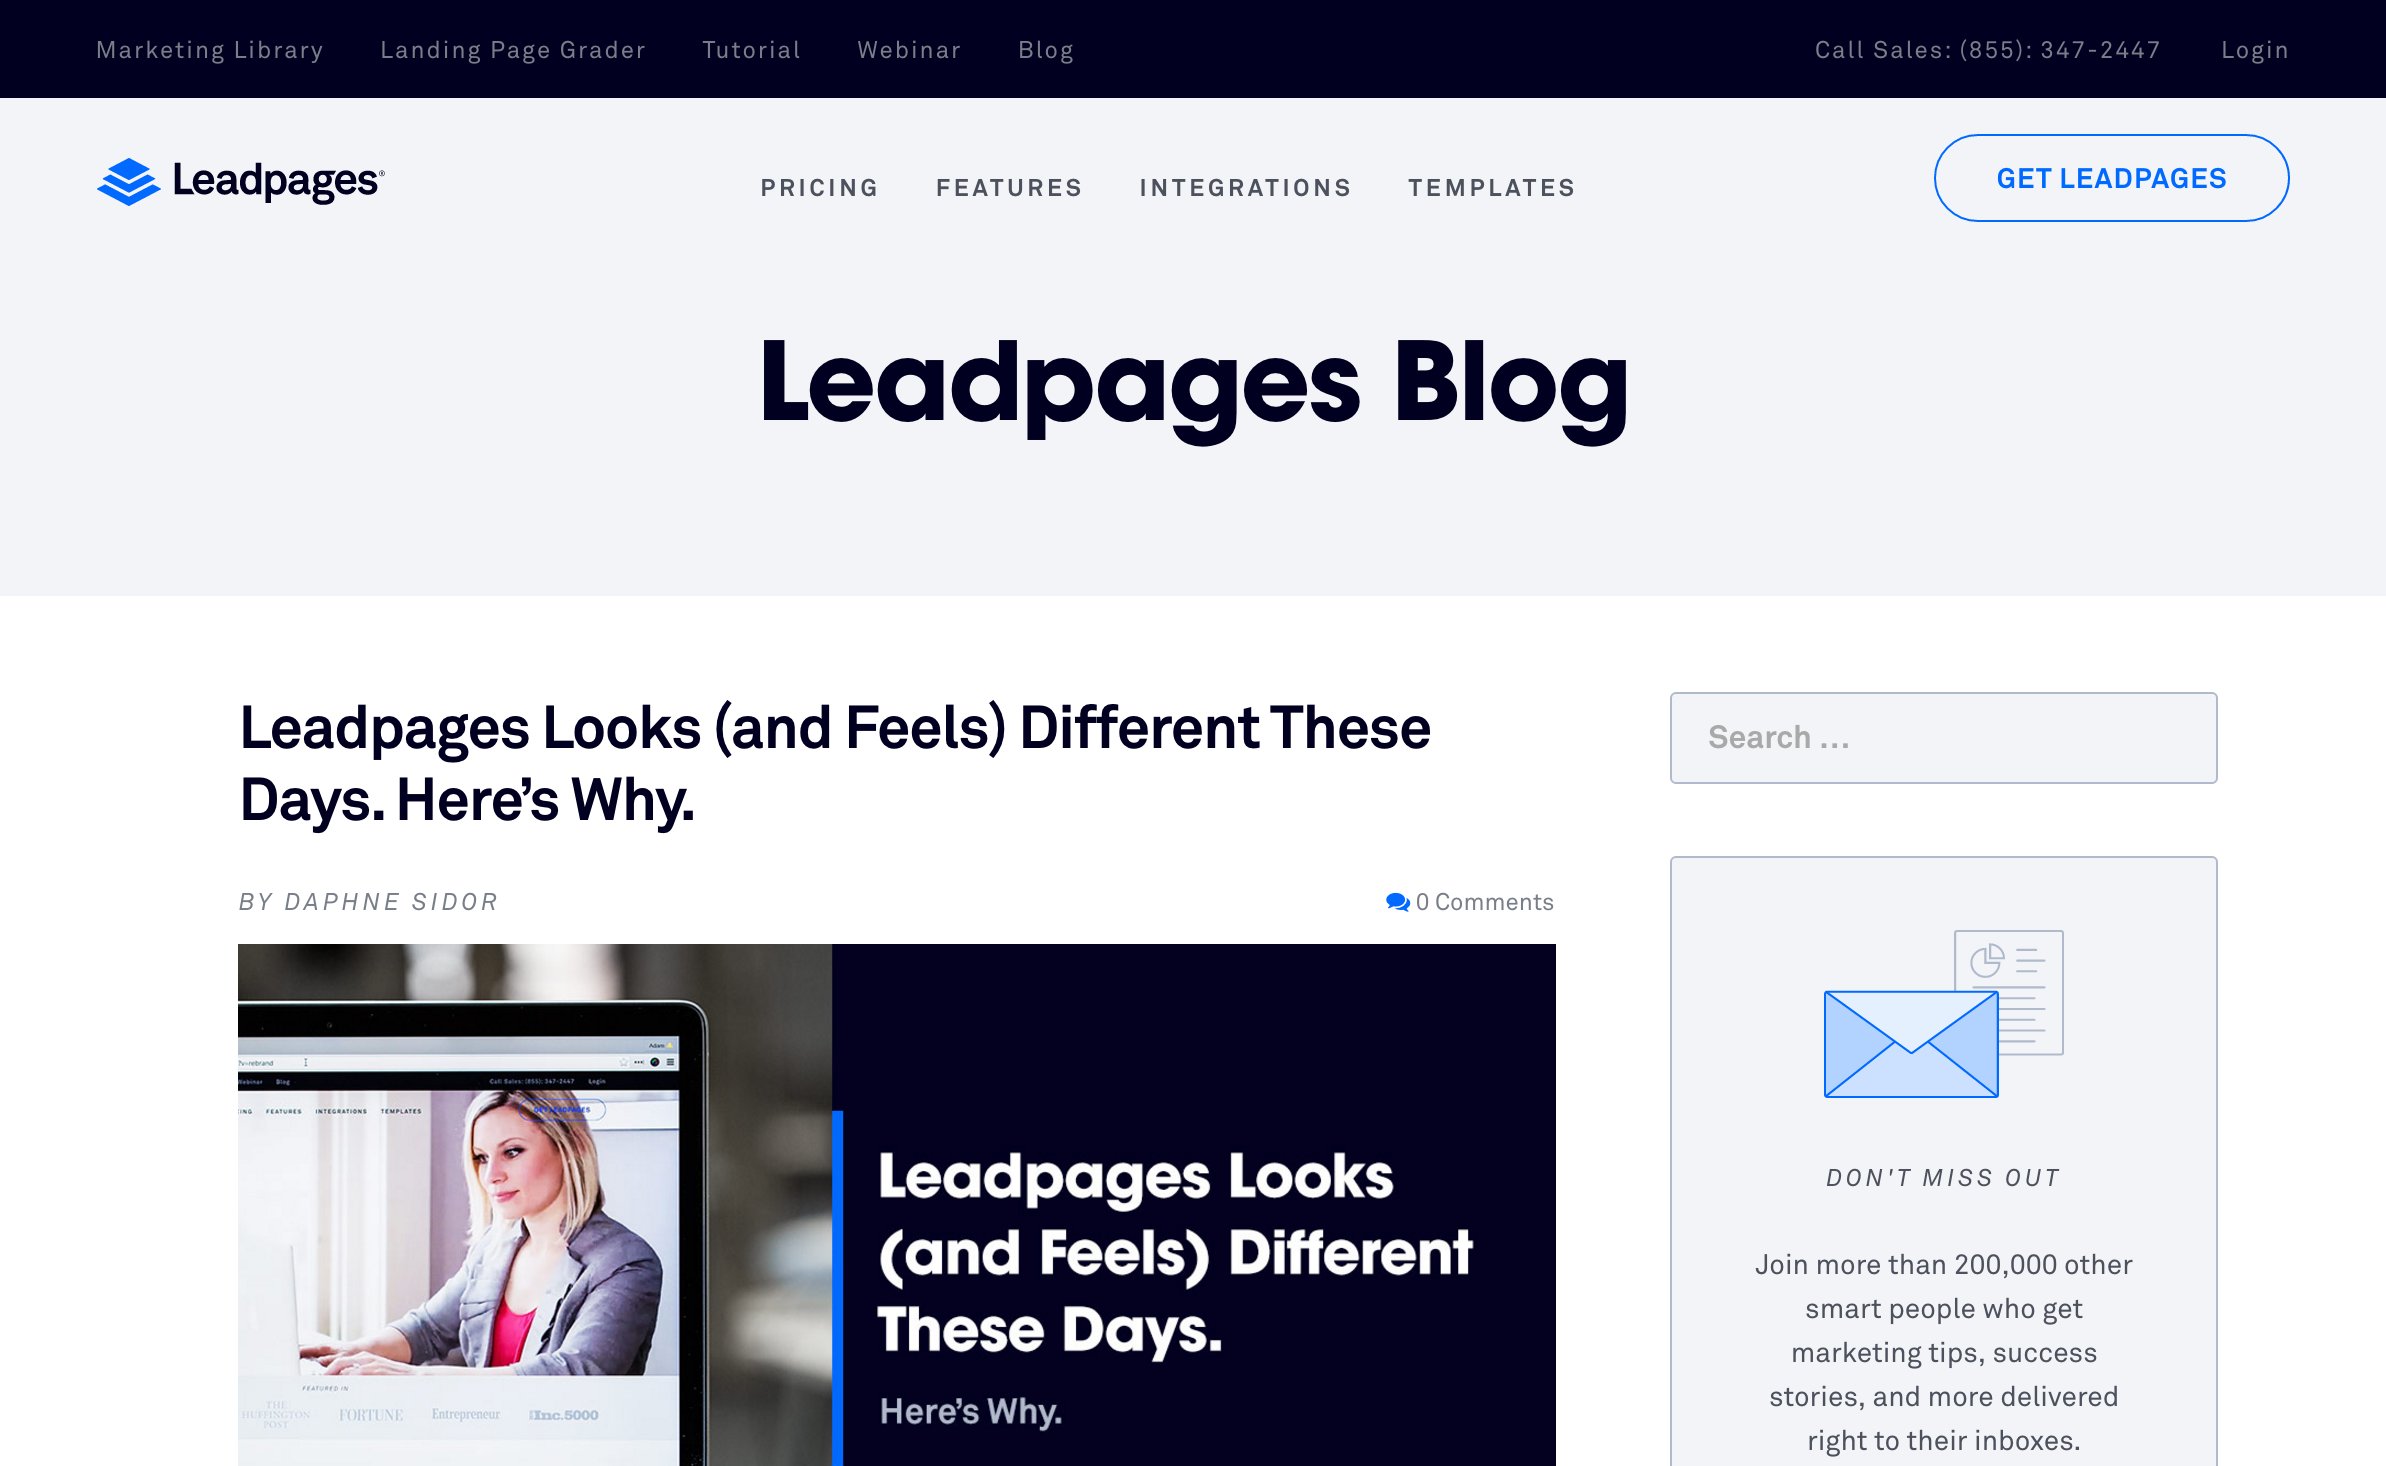 Marketing Library Landing Page Grader Tutorial Webinar Blog Call Sales: (855): 347-2447 Login
Leadpages® PRICING FEATURES INTEGRATIONS TEMPLATES GET LEADPAGES
Leadpages Blog
Leadpages Looks (and Feels) Different These
Days. Here’s Why.
BY DAPHNE SIDOR
0 Comments
Adam
?v=rebrand
Webinar Blog Call Sales: (855): 347-2447 Login
ING FEATURES INTEGRATIONS TEMPLATES GET LEADPAGES
FEATURED IN
THE
HUFFINGTON
POST
FORTUNE Entrepreneur Inc.5000
Leadpages Looks
(and Feels) Different
These Days.
Here’s Why.
Search ...
DON'T MISS OUT
Join more than 200,000 other
smart people who get
marketing tips, success
stories, and more delivered
right to their inboxes.